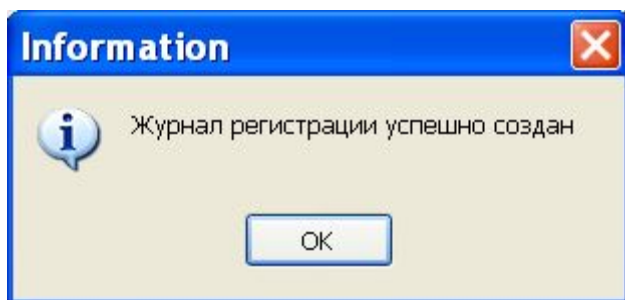 Information
Журнал регистрации успешно создан
OK